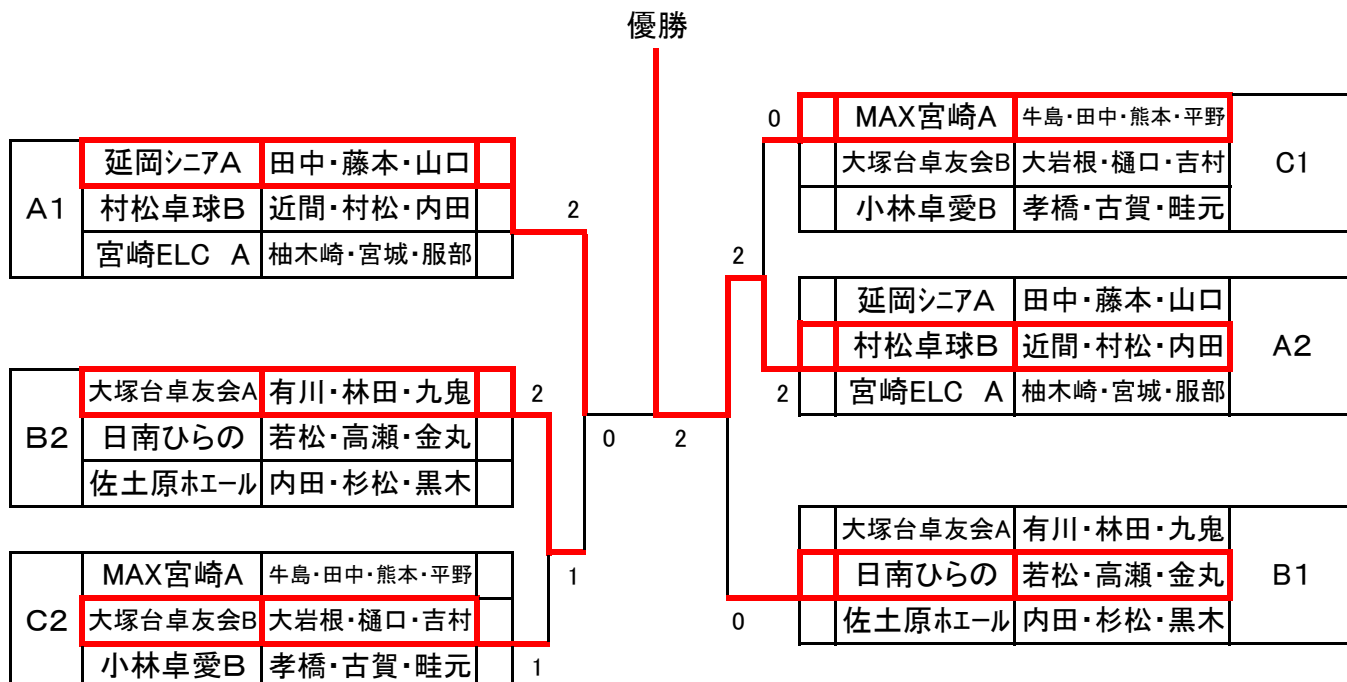 優勝
A1
延岡シニアA 田中・藤本・山口
村松卓球B 近間・村松・内田
宮崎ELC A 柚木崎・宮城・服部
2
B2
大塚台卓友会A 有川・林田・九鬼
日南ひらの 若松・高瀬・金丸
佐土原ホエール 内田・杉松・黒木
2
C2
MAX宮崎A 牛島・田中・熊本・平野
大塚台卓友会B 大岩根・樋口・吉村
小林卓愛B 孝橋・古賀・畦元
1
1
0
2
0
MAX宮崎A 牛島・田中・熊本・平野
大塚台卓友会B 大岩根・樋口・吉村
小林卓愛B 孝橋・古賀・畦元
C1
2
延岡シニアA 田中・藤本・山口
村松卓球B 近間・村松・内田
宮崎ELC A 柚木崎・宮城・服部
A2
2
大塚台卓友会A 有川・林田・九鬼
日南ひらの 若松・高瀬・金丸
佐土原ホエール 内田・杉松・黒木
B1
0